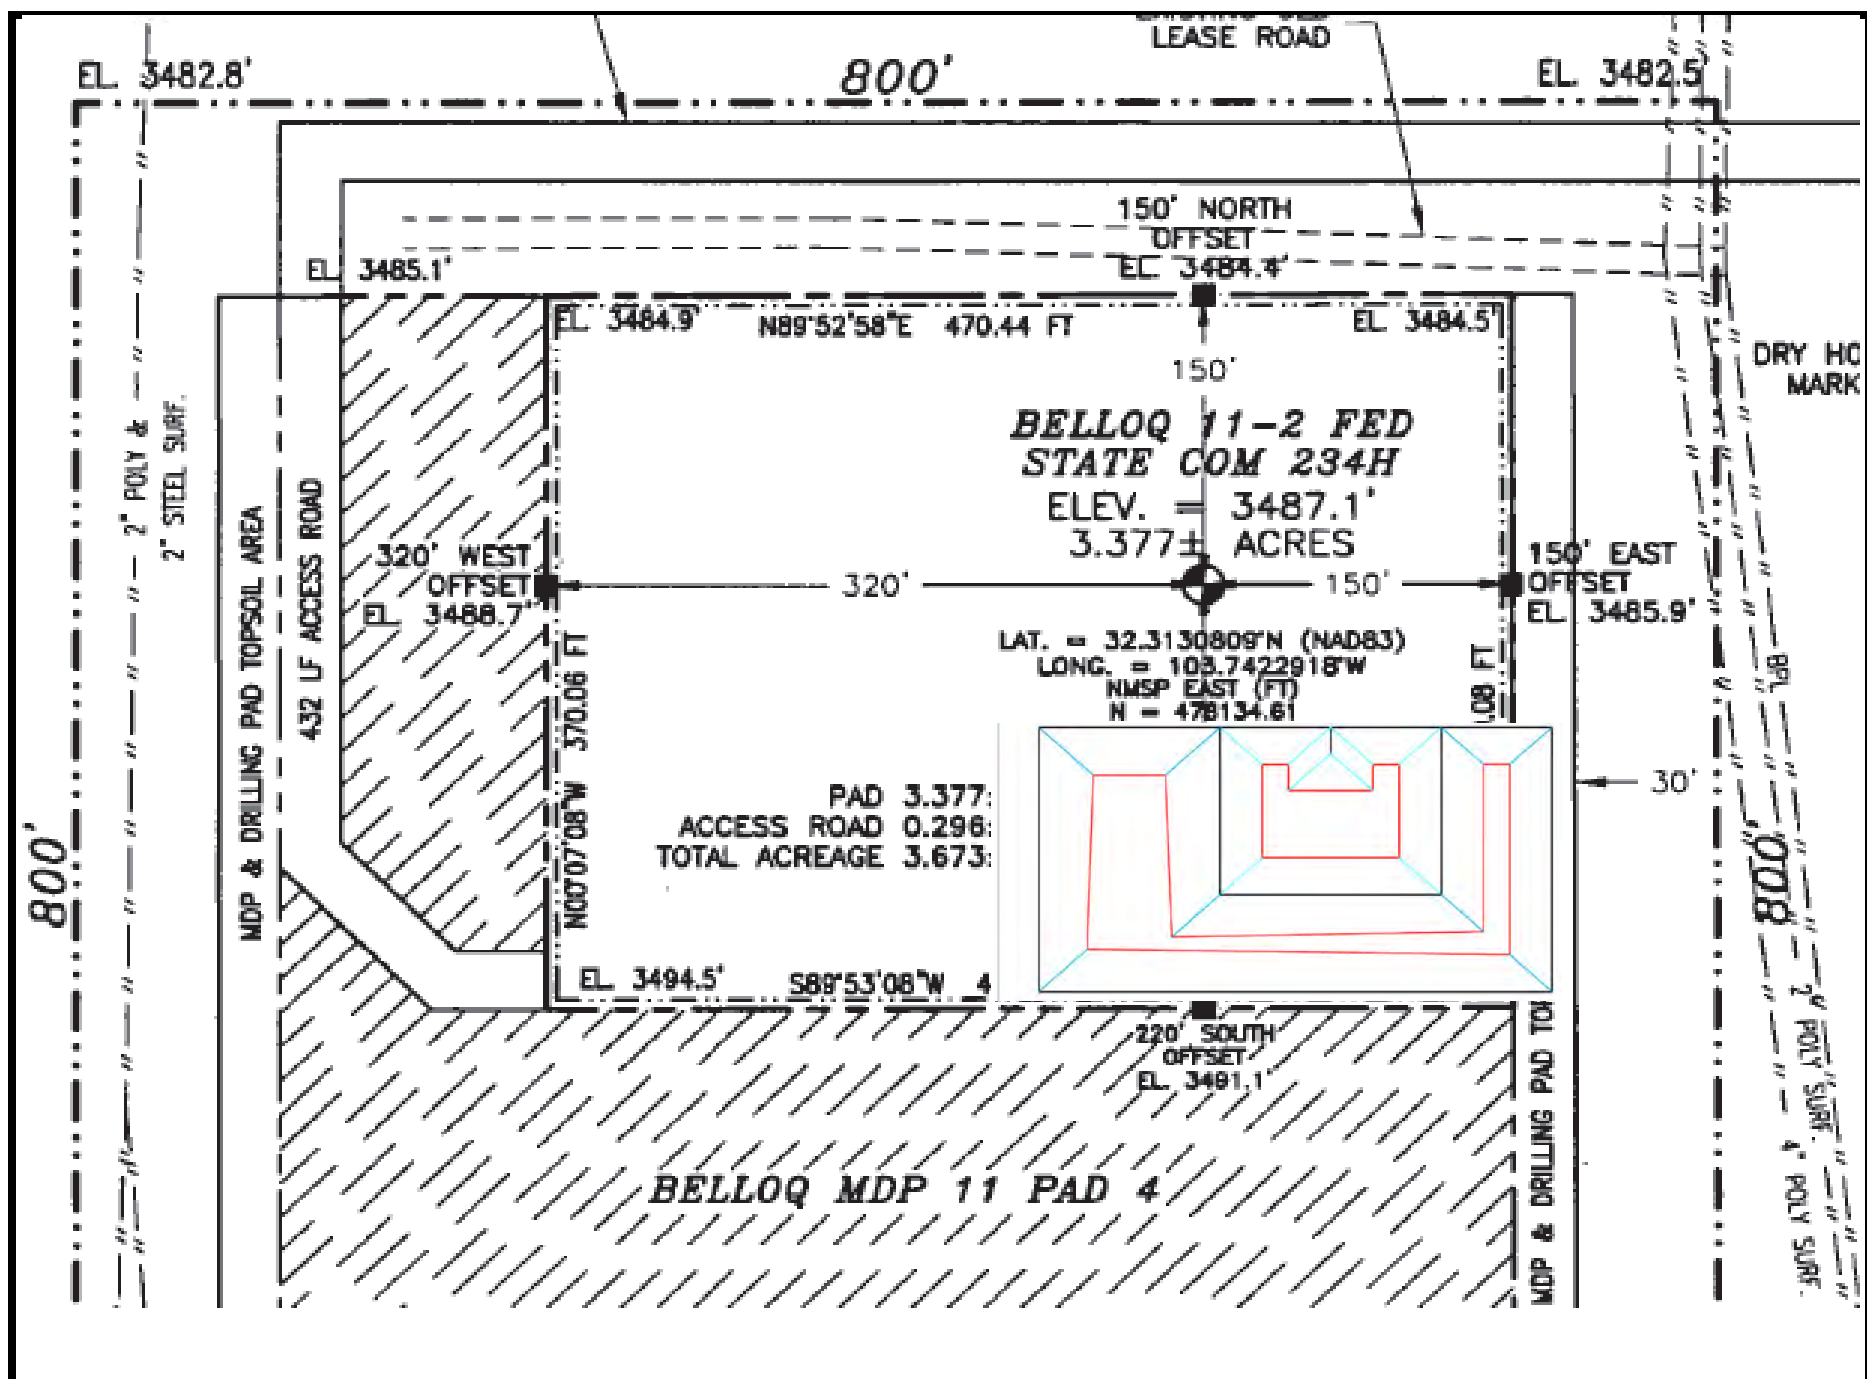 LEASE ROAD
EL. 3482.8'
800'
EL. 3482.5'
150' NORTH
OFFSET
EL. 3484.4'
EL. 3485.1'
EL. 3484.9'
N89°52'58"E 470.44 FT
EL. 3484.5'
DRY HO
MARK
150'
BELLOQ 11-2 FED
STATE COM 234H
ELEV. = 3487.1'
3.377± ACRES
2" POLY &
2" STEEL SURF.
MDP & DRILLING PAD TOPSOIL AREA
432 LF ACCESS ROAD
320' WEST
OFFSET
EL. 3488.7'
320'
150'
150' EAST
OFFSET
EL. 3485.9'
LAT. = 32.3130809°N (NAD83)
LONG. = 103.7422918°W
NMSP EAST (FT)
N = 478134.61
N00°07'08"W 370.06 FT
.08 FT
BPL
30'
PAD 3.377
ACCESS ROAD 0.296
TOTAL ACREAGE 3.673
800'
800'
EL. 3494.5'
S89°53'08"W 4
220' SOUTH
OFFSET
EL. 3491.1'
2" POLY SURF.
4" POLY SURF.
MDP & DRILLING PAD TO
BELLOQ MDP 11 PAD 4